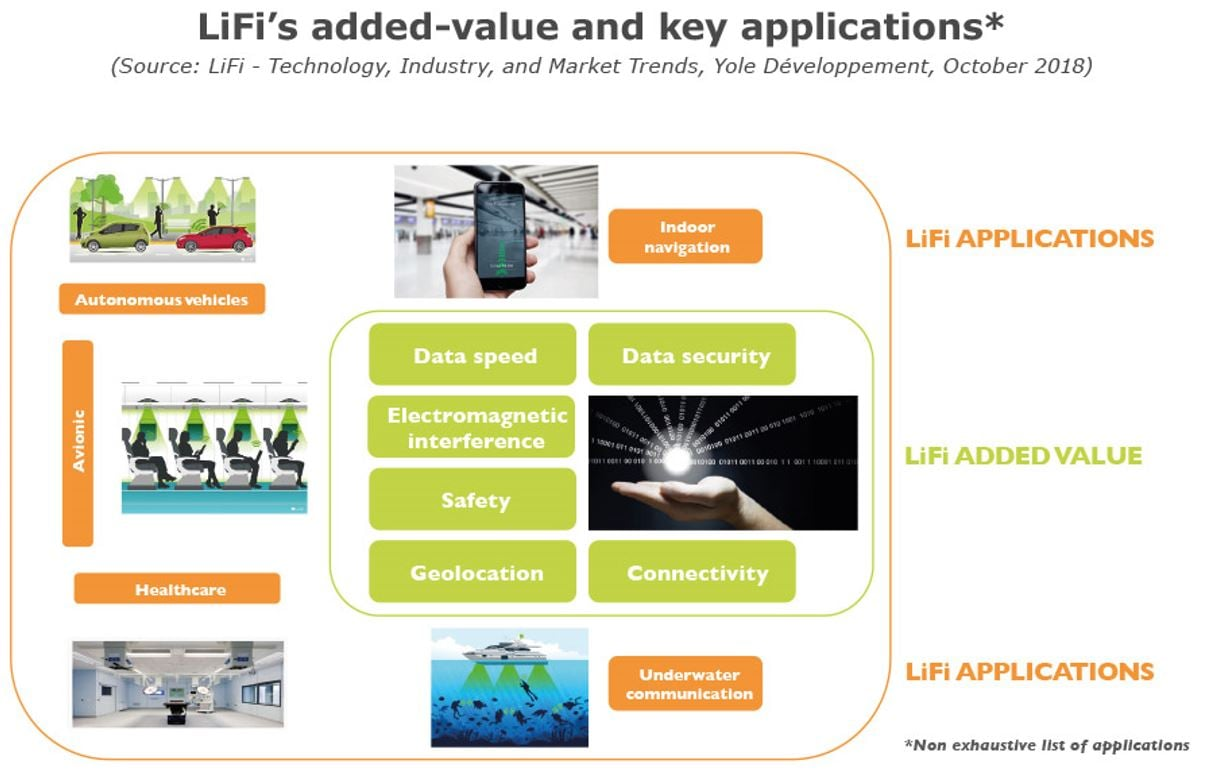 LiFi's added-value and key applications*
(Source: LiFi - Technology, Industry, and Market Trends, Yole Développement, October 2018)
Indoor
navigation
LiFi APPLICATIONS
Autonomous vehicles
Data speed
Data security
Avionic
Electromagnetic
interference
LiFi ADDED VALUE
Safety
Geolocation
Connectivity
Healthcare
Underwater
communication
LiFi APPLICATIONS
*Non exhaustive list of applications